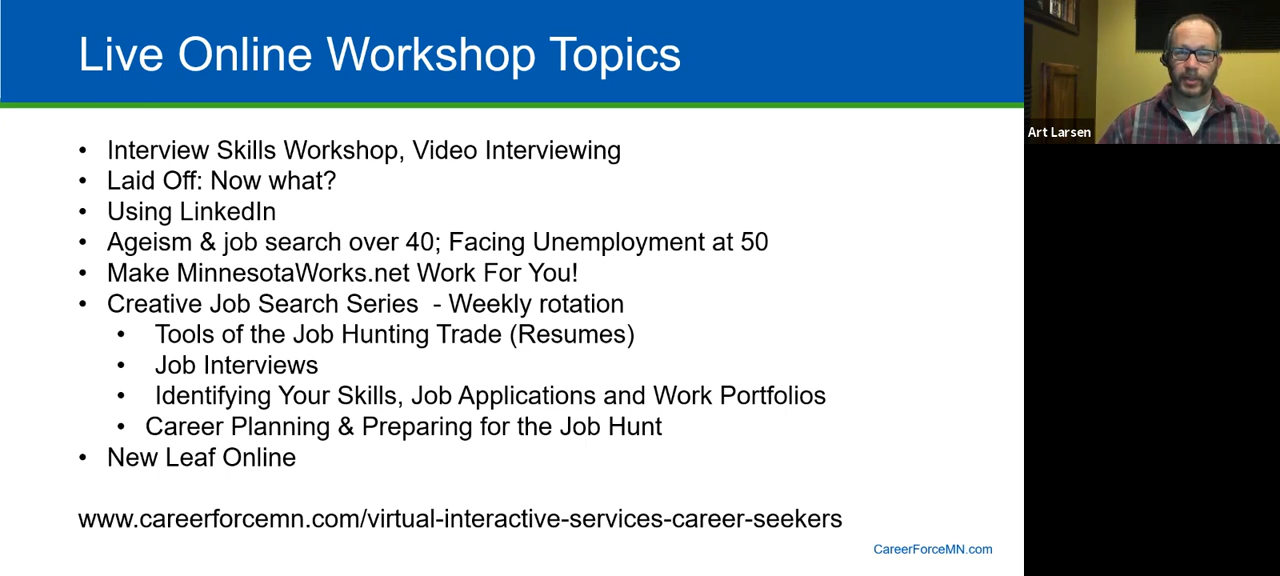 Live Online Workshop Topics
• Interview Skills Workshop, Video Interviewing
• Laid Off: Now what?
• Using LinkedIn
• Ageism & job search over 40; Facing Unemployment at 50
• Make MinnesotaWorks.net Work For You!
• Creative Job Search Series - Weekly rotation
• Tools of the Job Hunting Trade (Resumes)
• Job Interviews
• Identifying Your Skills, Job Applications and Work Portfolios
• Career Planning & Preparing for the Job Hunt
• New Leaf Online
www.careerforcemn.com/virtual-interactive-services-career-seekers
CareerForceMN.com
Art Larsen